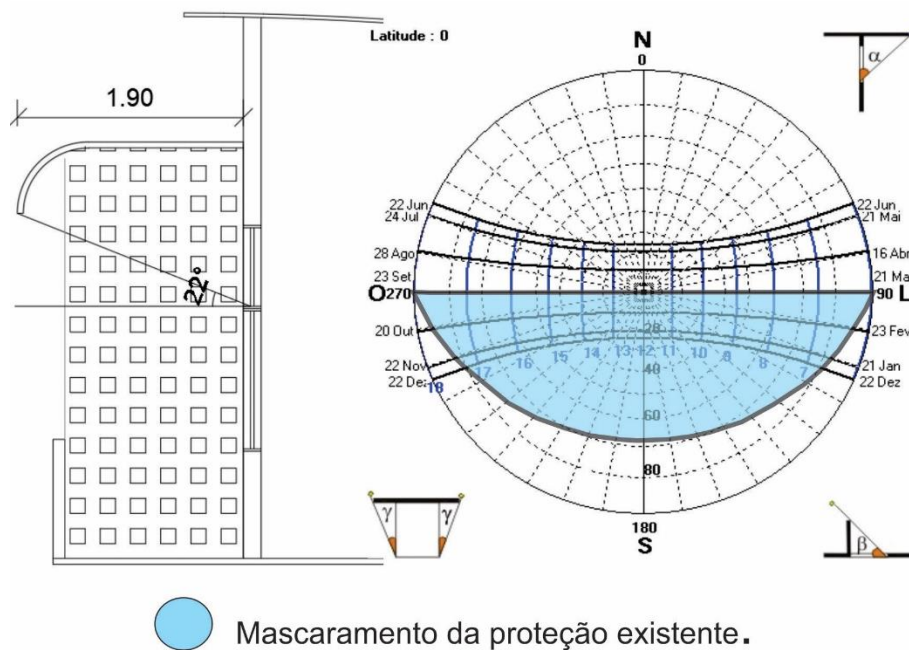 1.90
22°
Latitude : 0
N
0
22 Jun
24 Jul
28 Ago
23 Set
O270
20 Out
22 Nov
22 De
18
22 Jun
21 Mai
16 Abr
21 Ma
90 L
23 Fev
21 Jan
22 Dez
17
16
15
14
13
12
11
10
9
8
7
20
40
60
80
180
S
α
γ
γ
β
Mascaramento da proteção existente.